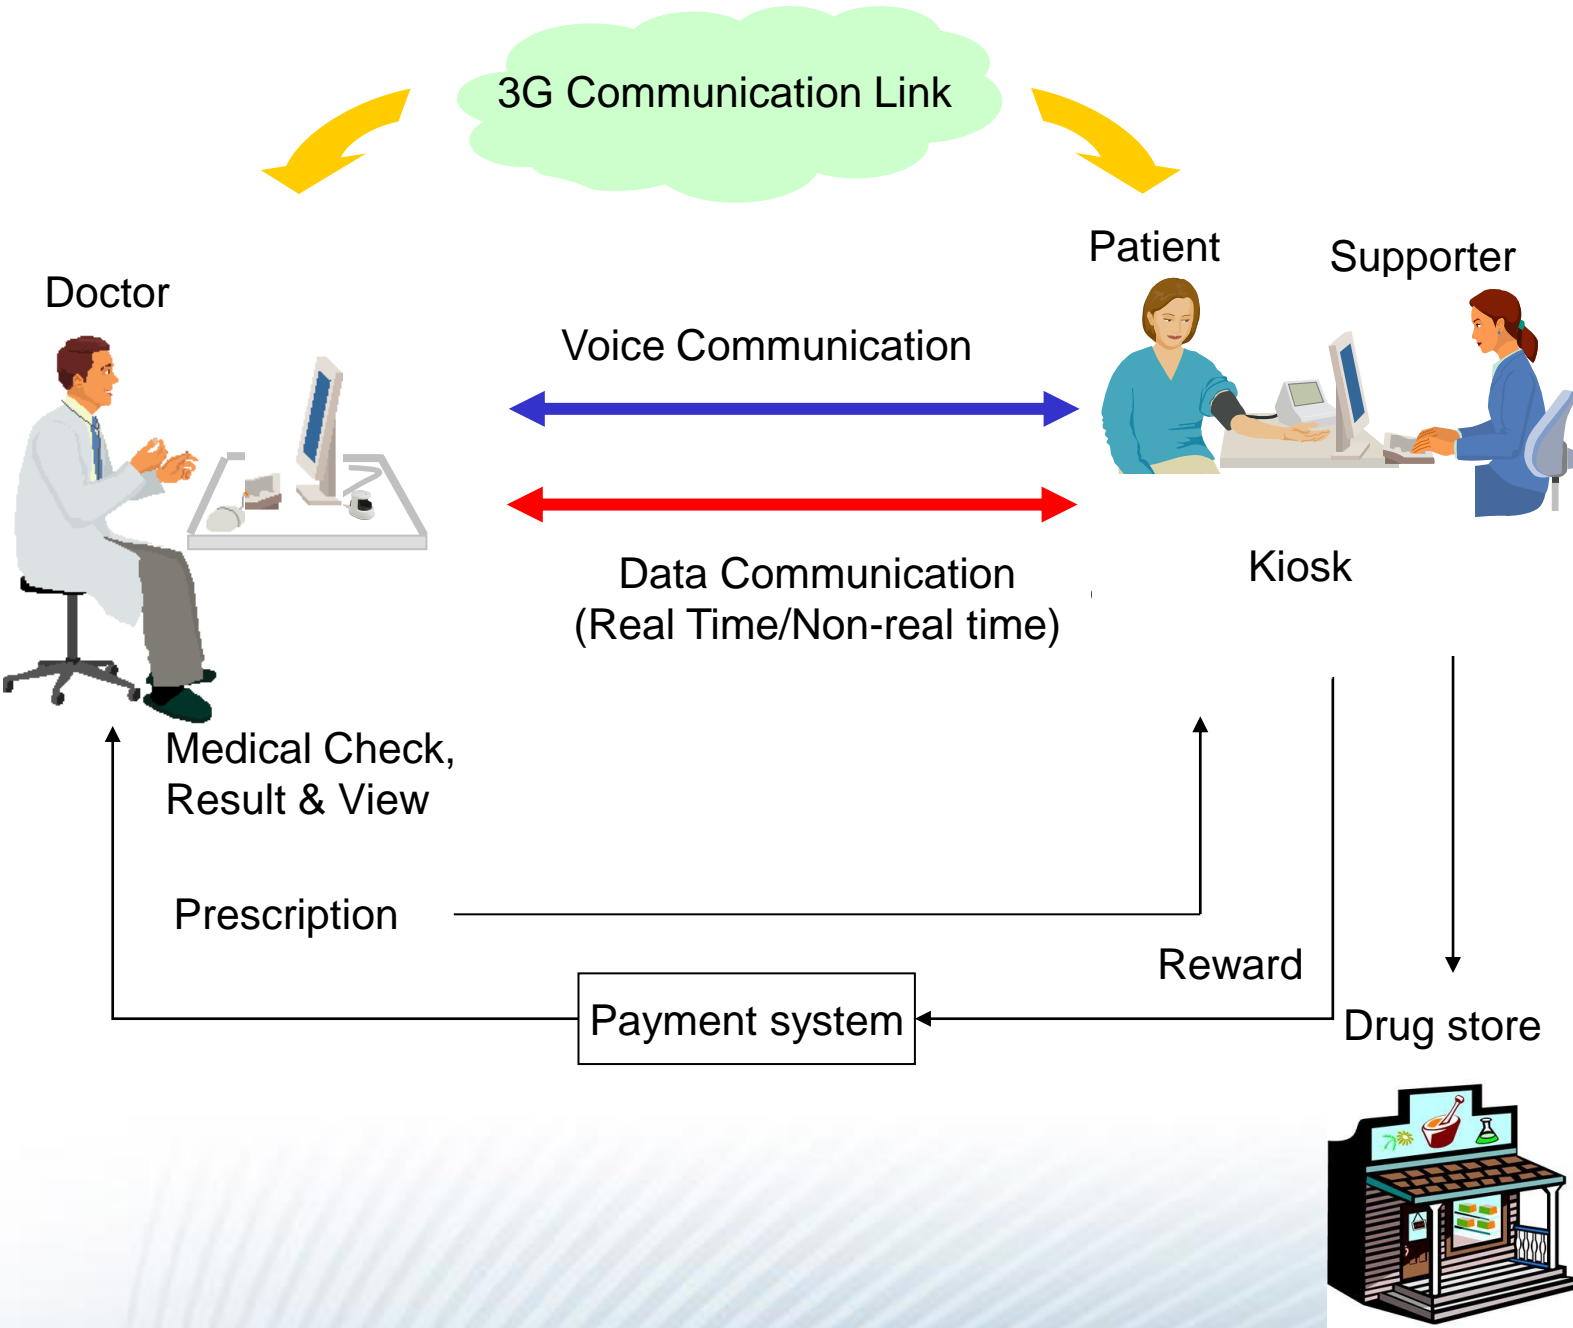 3G Communication Link
Patient
Supporter
Doctor
Voice Communication
Data Communication
(Real Time/Non-real time)
Kiosk
Medical Check,
Result & View
Prescription
Reward
Payment system
Drug store